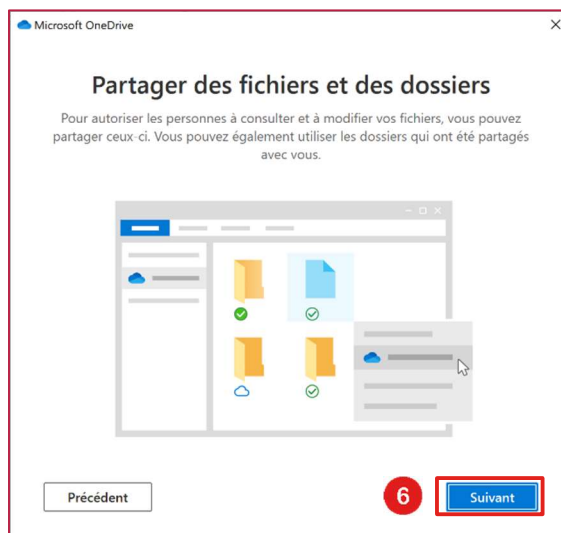 Microsoft OneDrive
Partager des fichiers et des dossiers
Pour autoriser les personnes à consulter et à modifier vos fichiers, vous pouvez
partager ceux-ci. Vous pouvez également utiliser les dossiers qui ont été partagés
avec vous.
Précédent
6
Suivant